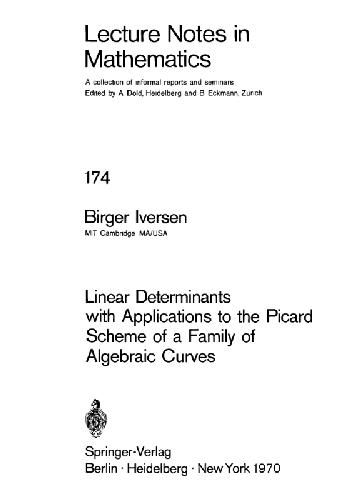 Lecture Notes in
Mathematics
A collection of informal reports and seminars
Edited by A. Dold, Heidelberg and B. Eckmann, Zürich
174
Birger Iversen
MIT Cambridge MA/USA
Linear Determinants
with Applications to the Picard
Scheme of a Family of
Algebraic Curves
Springer-Verlag
Berlin · Heidelberg · New York 1970